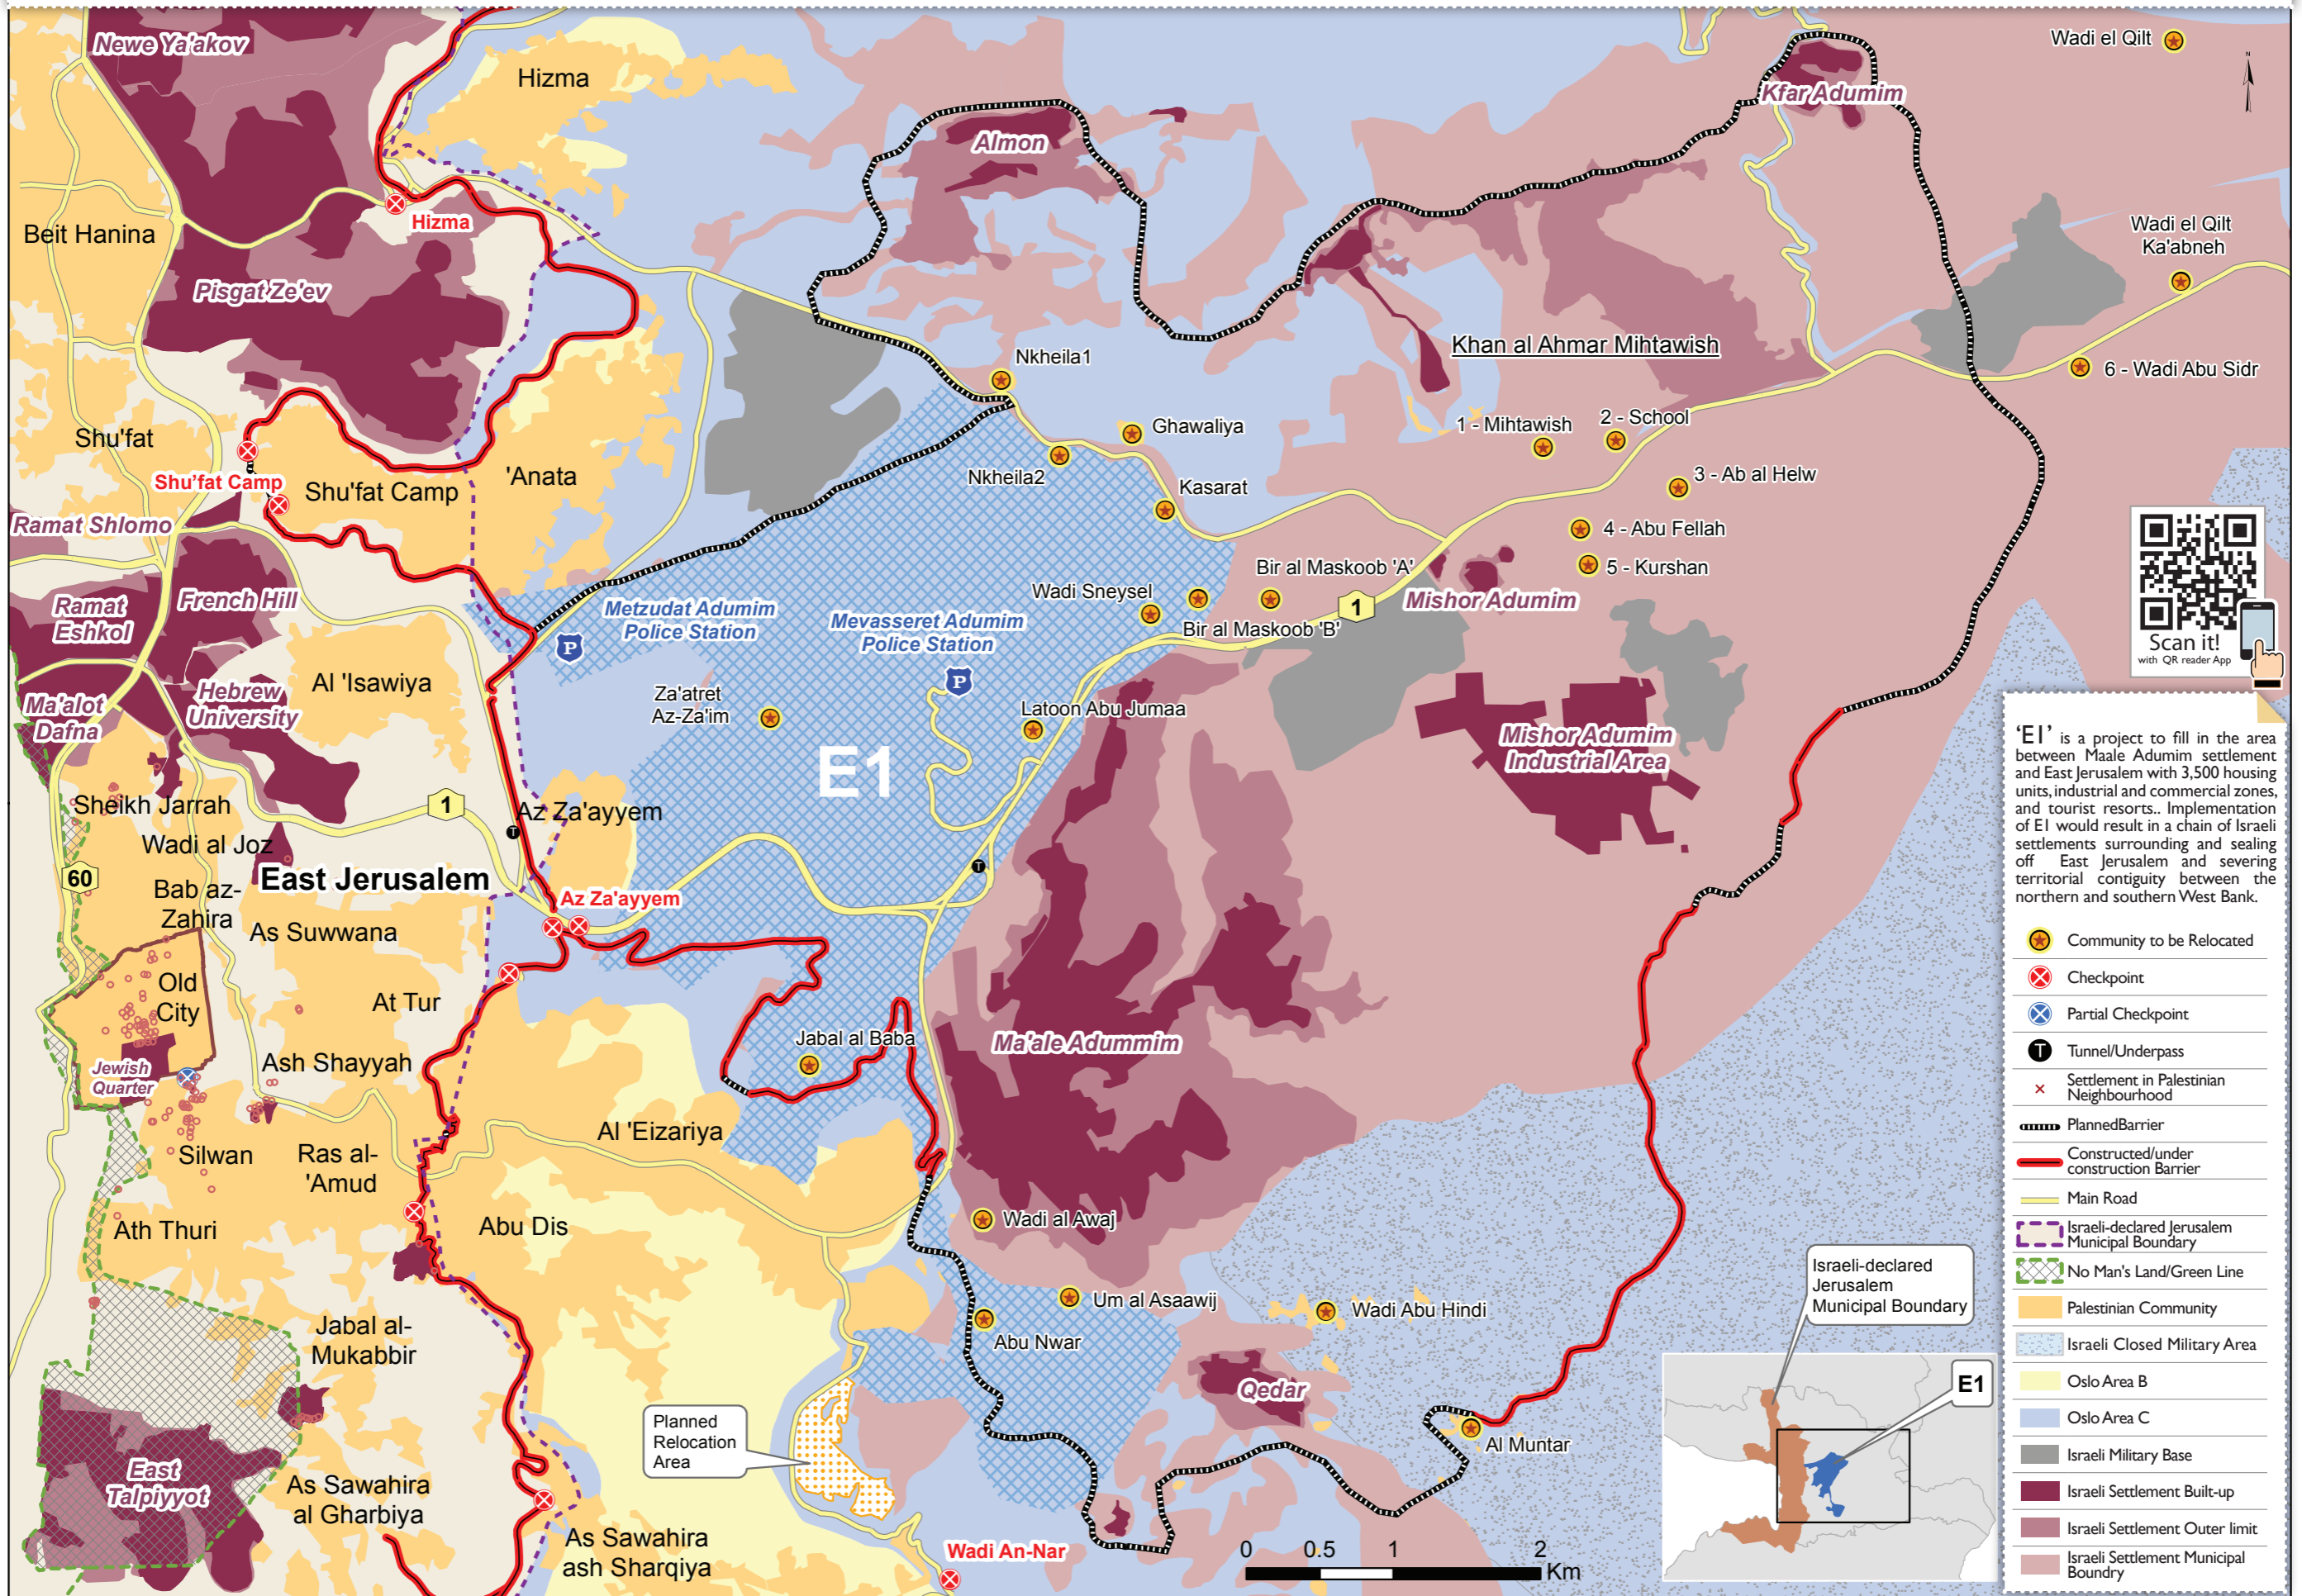 Newe Ya'akov
Hizma
Almon
Kfar Adumim
Wadi el Qilt
N
Beit Hanina
Hizma
Pisgat Ze'ev
Wadi el Qilt
Ka'abneh
Nkheila1
Khan al Ahmar Mihtawish
6 - Wadi Abu Sidr
Shu'fat
Shu'fat Camp
Shu'fat Camp
'Anata
Nkheila2
Ghawaliya
Kasarat
1 - Mihtawish
2 - School
3 - Ab al Helw
4 - Abu Fellah
5 - Kurshan
Ramat Shlomo
French Hill
Ramat
Eshkol
Metzudat Adumim
Police Station
P
Mevasseret Adumim
Police Station
P
Wadi Sneysel
Bir al Maskoob 'A'
Bir al Maskoob 'B'
1
Mishor Adumim
Scan it!
with QR reader App
Ma'alot
Dafna
Hebrew
University
Al 'Isawiya
Za'atret
Az-Za'im
Latoon Abu Jumaa
E1
Mishor Adumim
Industrial Area
Sheikh Jarrah
Wadi al Joz
1
T
Az Za'ayyem
T
60
Bab az-
Zahira
East Jerusalem
Az Za'ayyem
As Suwwana
Old
City
At Tur
Jewish
Quarter
Ash Shayyah
Jabal al Baba
Ma'ale Adummim
Silwan
Ras al-
'Amud
Al 'Eizariya
Ath Thuri
Abu Dis
Wadi al Awaj
Um al Asaawij
Abu Nwar
Wadi Abu Hindi
Jabal al-
Mukabbir
Qedar
Al Muntar
Planned
Relocation
Area
East
Talpiyyot
As Sawahira
al Gharbiya
As Sawahira
ash Sharqiya
Wadi An-Nar
0 0.5 1 2
Km
Israeli-declared
Jerusalem
Municipal Boundary
E1
'E1' is a project to fill in the area
between Maale Adumim settlement
and East Jerusalem with 3,500 housing
units, industrial and commercial zones,
and tourist resorts.. Implementation
of E1 would result in a chain of Israeli
settlements surrounding and sealing
off East Jerusalem and severing
territorial contiguity between the
northern and southern West Bank.
Community to be Relocated
Checkpoint
Partial Checkpoint
T Tunnel/Underpass
Settlement in Palestinian
Neighbourhood
PlannedBarrier
Constructed/under
construction Barrier
Main Road
Israeli-declared Jerusalem
Municipal Boundary
No Man's Land/Green Line
Palestinian Community
Israeli Closed Military Area
Oslo Area B
Oslo Area C
Israeli Military Base
Israeli Settlement Built-up
Israeli Settlement Outer limit
Israeli Settlement Municipal
Boundry